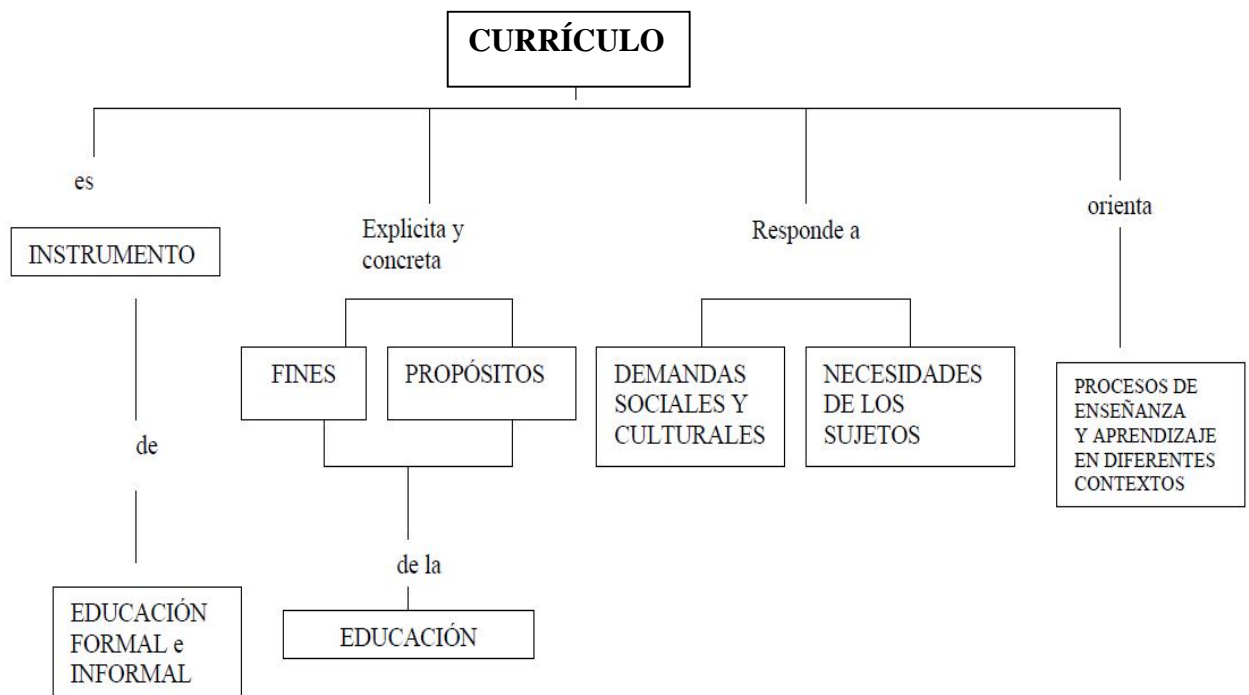 CURRÍCULO
es
Explicita y
concreta
Responde a
orienta
INSTRUMENTO
FINES
PROPÓSITOS
DEMANDAS
SOCIALES Y
CULTURALES
NECESIDADES
DE LOS
SUJETOS
PROCESOS DE
ENSEÑANZA
Y APRENDIZAJE
EN DIFERENTES
CONTEXTOS
de
de la
EDUCACIÓN
FORMAL e
INFORMAL
EDUCACIÓN